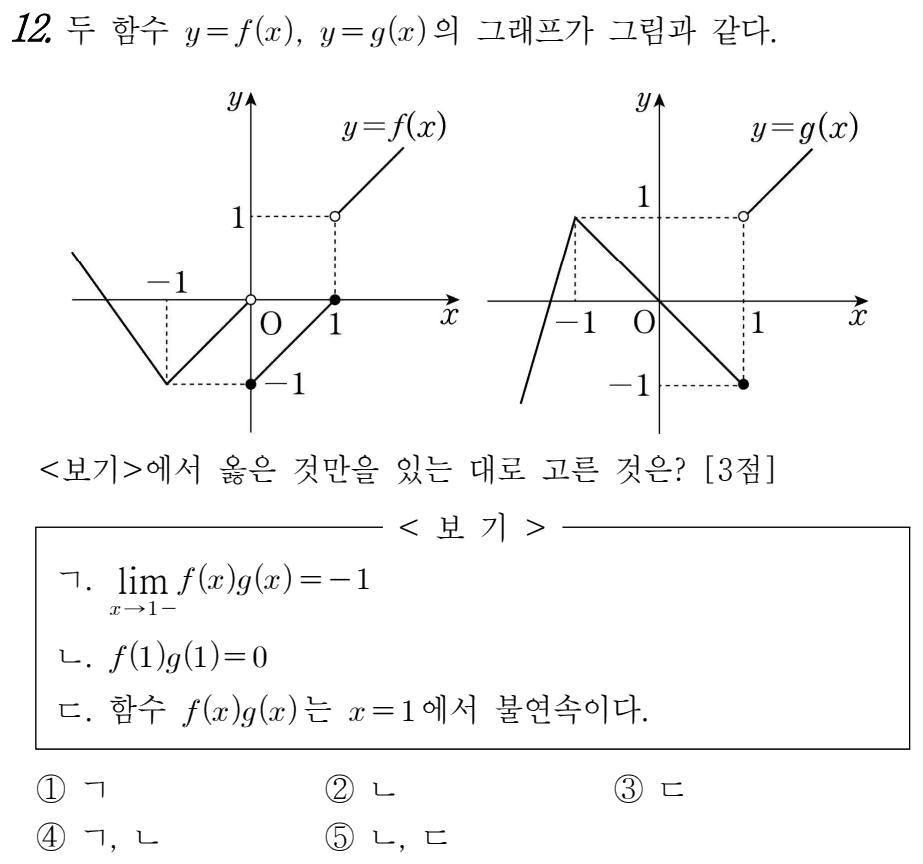 12. 두 함수 y=f(x), y=g(x)의 그래프가 그림과 같다.
y
y=f(x)
1
-1
O
1
x
-1
y
y=g(x)
1
-1
O
1
x
-1
<보기>에서 옳은 것만을 있는 대로 고른 것은? [3점]
< 보 기 >
ㄱ. lim f(x)g(x)=-1
x→1-
ㄴ. f(1)g(1)=0
ㄷ. 함수 f(x)g(x)는 x=1에서 불연속이다.
① ㄱ ② ㄴ ③ ㄷ
④ ㄱ, ㄴ ⑤ ㄴ, ㄷ